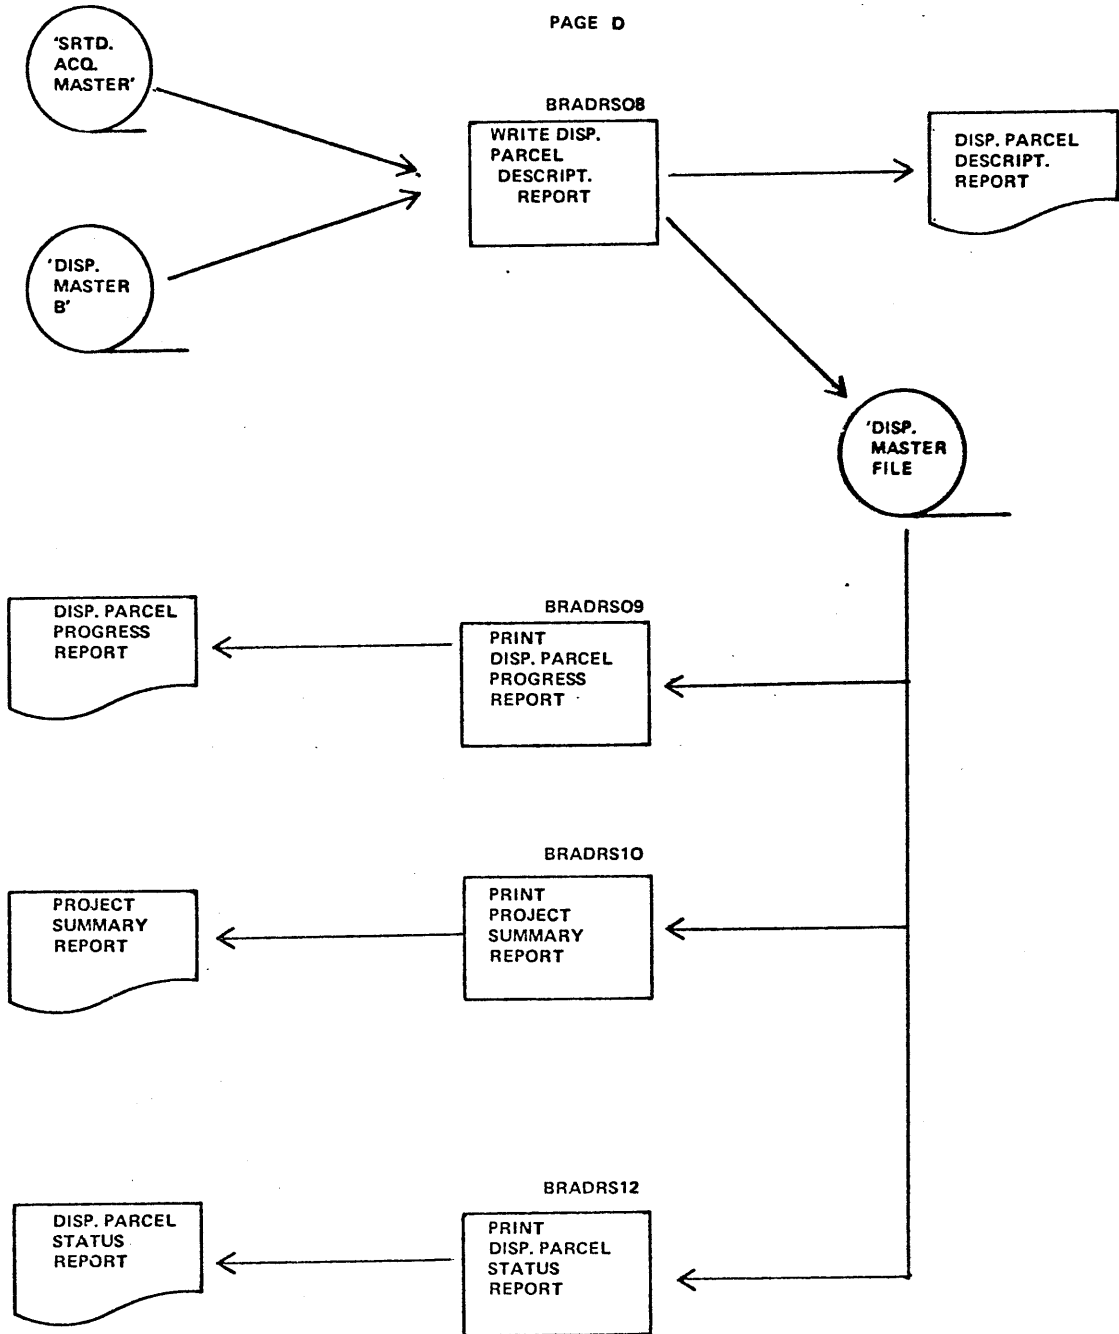 PAGE D
'SRTD.
ACQ.
MASTER'
BRADRS08
WRITE DISP.
PARCEL
DESCRIPT.
REPORT
DISP. PARCEL
DESCRIPT.
REPORT
'DISP.
MASTER
B'
'DISP.
MASTER
FILE
DISP. PARCEL
PROGRESS
REPORT
BRADRS09
PRINT
DISP. PARCEL
PROGRESS
REPORT
PROJECT
SUMMARY
REPORT
BRADRS10
PRINT
PROJECT
SUMMARY
REPORT
DISP. PARCEL
STATUS
REPORT
BRADRS12
PRINT
DISP. PARCEL
STATUS
REPORT